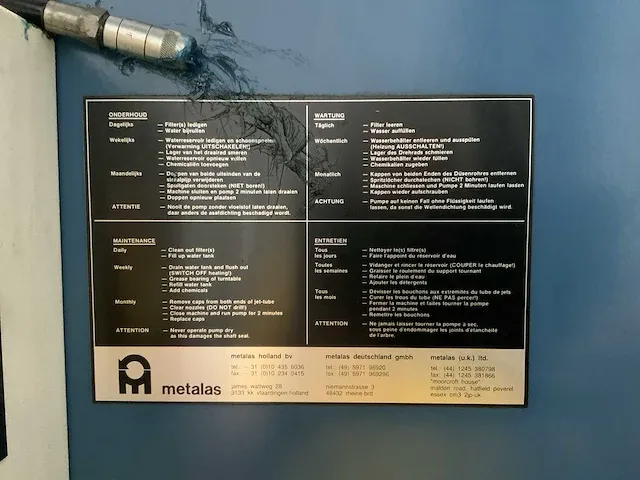 ONDERHOUD
Dagelijks
— Filter(s) ledigen
— Water bijvullen
Wekelijks
— Waterreservoir ledigen en schoonspoelen
(Verwarming UITSCHAKELEN!)
— Lager van het draairad smeren
— Waterreservoir opnieuw vullen
— Chemicaliën toevoegen
Maandelijks
— Doppen van beide uiteinden van de
straalpijp verwijderen
— Spuitgaten doorsteken (NIET boren!)
— Machine sluiten en pomp 2 minuten laten draaien
— Doppen opnieuw plaatsen
ATTENTIE
— Nooit de pomp zonder vloeistof laten draaien,
daar anders de asafdichting beschadigd wordt.
WARTUNG
Täglich
— Filter leeren
— Wasser auffüllen
Wöchentlich
— Wasserbehälter entleeren und ausspülen
(Heizung AUSSCHALTEN!)
— Lager des Drehrads schmieren
— Wasserbehälter wieder füllen
— Chemikalien zugeben
Monatlich
— Kappen von beiden Enden des Düsenrohres entfernen
— Spritzlöcher durchstechen (NICHT bohren!)
— Maschine schliessen und Pumpe 2 Minuten laufen lassen
— Kappen wieder aufschrauben
ACHTUNG
— Pumpe auf keinen Fall ohne Flüssigkeit laufen
lassen, da sonst die Wellendichtung beschädigt wird.
MAINTENANCE
Daily
— Clean out filter(s)
— Fill up water tank
Weekly
— Drain water tank and flush out
(SWITCH OFF heating!)
— Grease bearing of turntable
— Refill water tank
— Add chemicals
Monthly
— Remove caps from both ends of jet-tube
— Clear nozzles (DO NOT drill)
— Close machine and run pump for 2 minutes
— Replace caps
ATTENTION
— Never operate pump dry
as this damages the shaft seal.
ENTRETIEN
Tous
les jours
— Nettoyer le(s) filtre(s)
— Faire l'appoint du réservoir d'eau
Toutes
les semaines
— Vidanger et rincer le réservoir (COUPER le chauffage!)
— Graisser le roulement du support tournant
— Refaire le plein d'eau
— Ajouter les détergents
Tous
les mois
— Dévisser les bouchons aux extrémités du tube de jets
— Curer les trous du tube (NE PAS percer!)
— Fermer la machine et faites tourner la pompe
pendant 2 minutes
— Remettre les bouchons
ATTENTION
— Ne jamais laisser tourner la pompe à sec,
sous peine d'endommager les joints d'étanchéité
de l'arbre.
metalas
metalas holland bv
tel. — 31 (0)10 435 6036
fax. — 31 (0)10 234 0415
james wattweg 28
3133 kk vlaardingen holland
metalas deutschland gmbh
tel. (49) 5971 96920
fax (49) 5971 969296
niemannstrasse 3
48432 rheine-brd
metalas (u.k.) ltd.
tel. (44) 1245 380798
fax (44) 1245 381866
"moorcroft house"
maldon road, hatfield peverel
essex cm3 2jp-uk